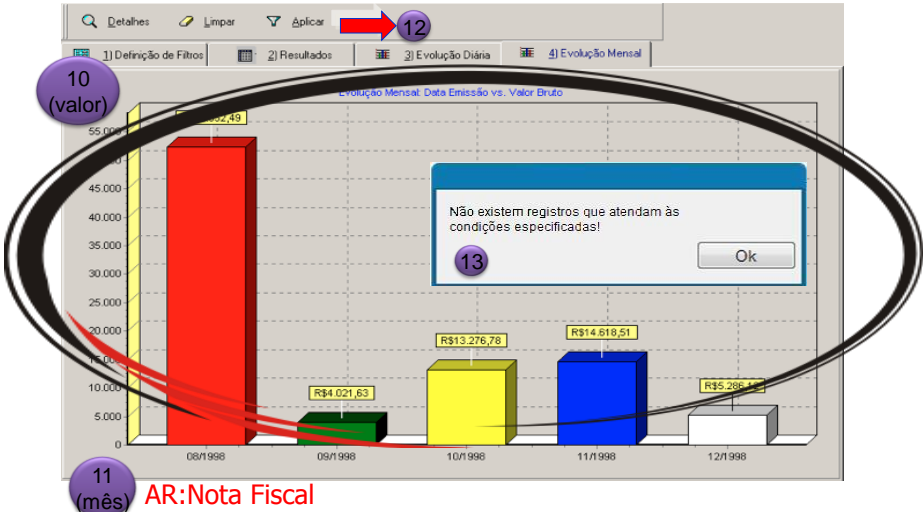 Detalhes Limpar Aplicar 12
1) Definição de Filtros 2) Resultados 3) Evolução Diária 4) Evolução Mensal
10
(valor)
Evolução Mensal: Data Emissão vs. Valor Bruto
55.000
45.000
40.000
35.000
30.000
25.000
20.000
10.000
5.000
0
R$13.276,78
R$14.618,51
R$4.021,63
Não existem registros que atendam às
condições especificadas!
13 Ok
08/1998 09/1998 10/1998 11/1998 12/1998
11
(mês)
AR:Nota Fiscal